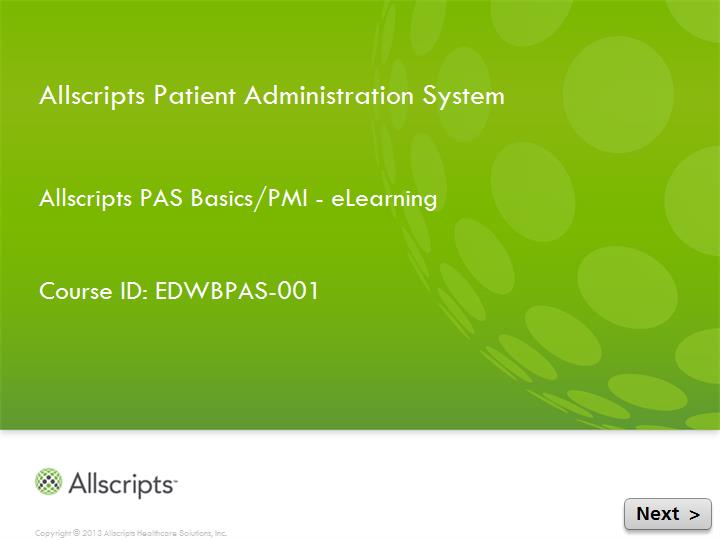 Allscripts Patient Administration System
Allscripts PAS Basics/PMI - eLearning
Course ID: EDWBPAS-001
Allscripts™
Next >
Copyright © 2013 Allscripts Healthcare Solutions, Inc.